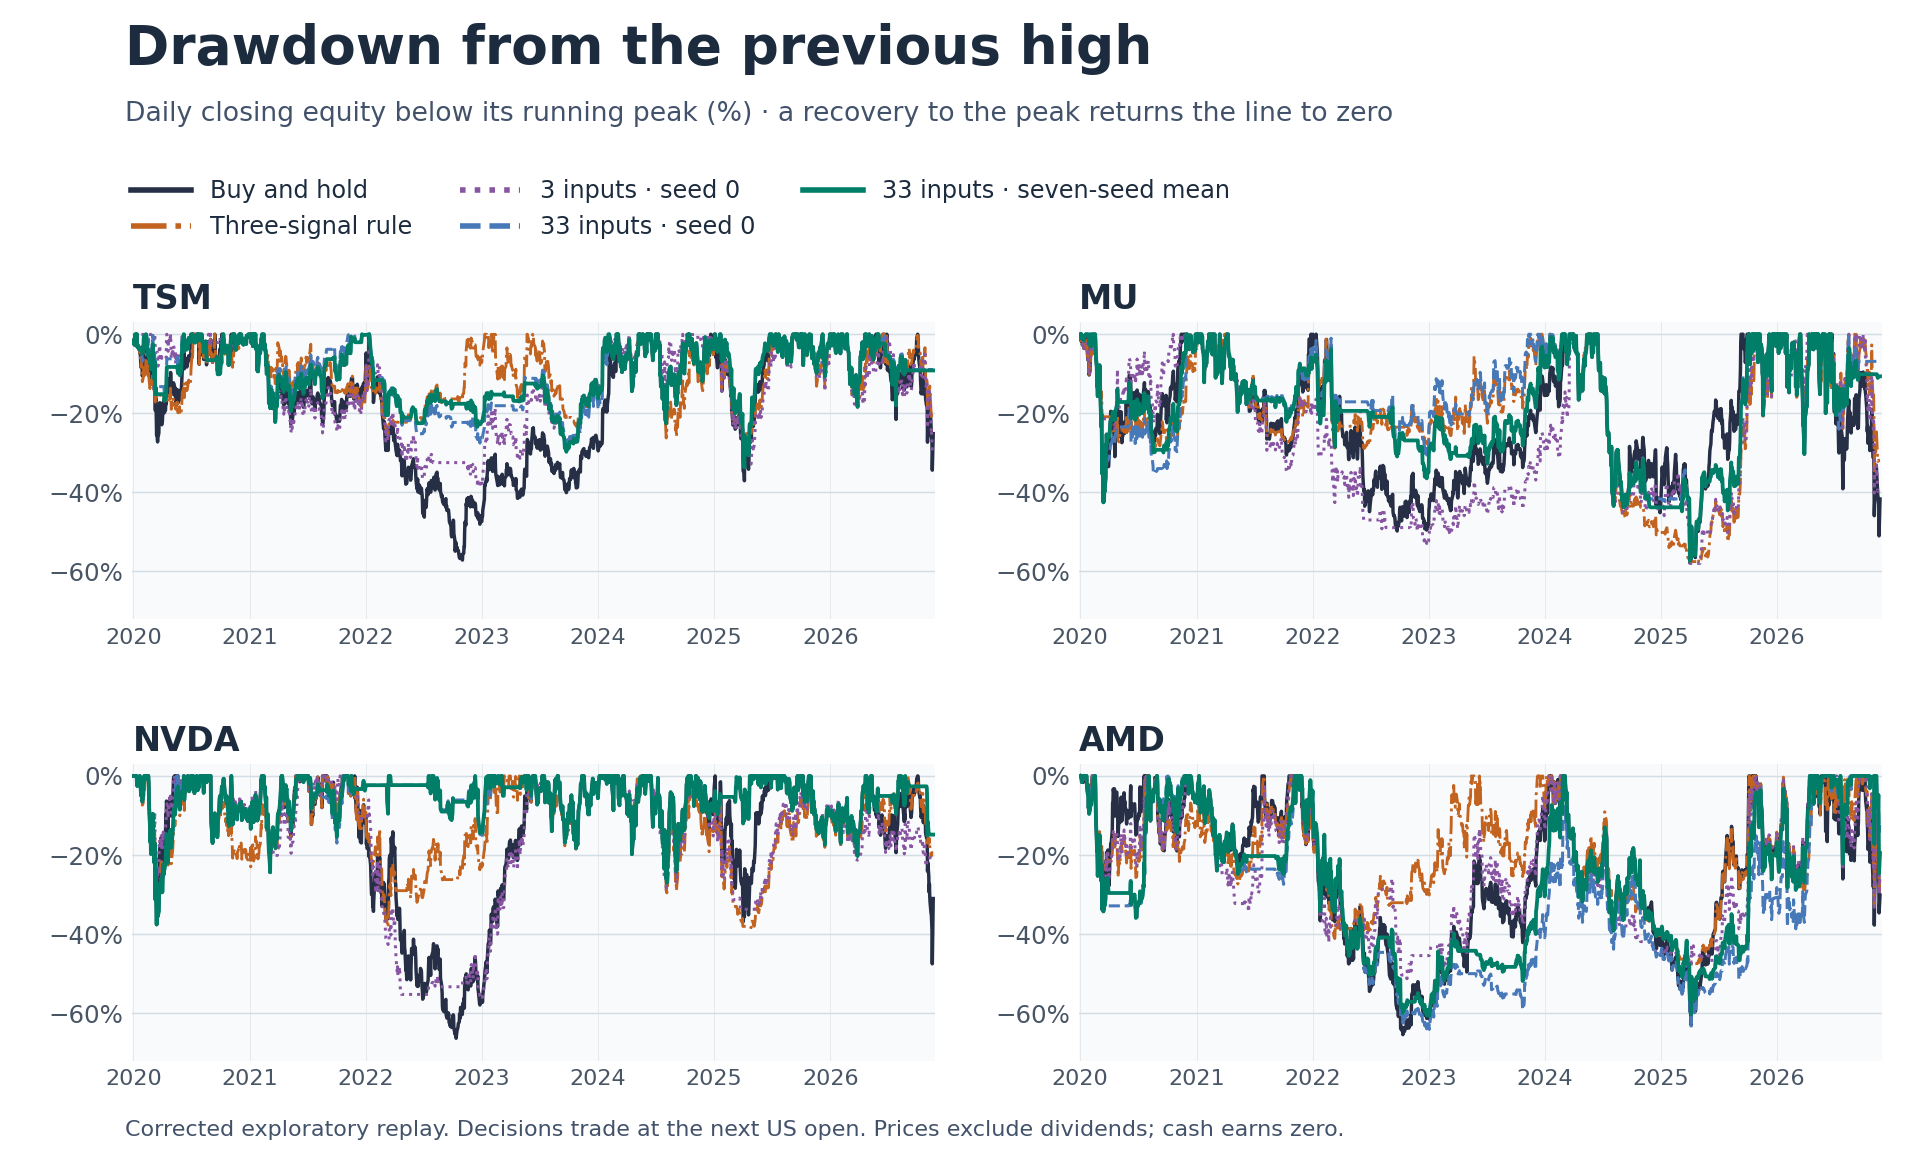 Drawdown from the previous high
Daily closing equity below its running peak (%) · a recovery to the peak returns the line to zero
Buy and hold
Three-signal rule
3 inputs · seed 0
33 inputs · seed 0
33 inputs · seven-seed mean
TSM
0%
−20%
−40%
−60%
2020 2021 2022 2023 2024 2025 2026
MU
0%
−20%
−40%
−60%
2020 2021 2022 2023 2024 2025 2026
NVDA
0%
−20%
−40%
−60%
2020 2021 2022 2023 2024 2025 2026
AMD
0%
−20%
−40%
−60%
2020 2021 2022 2023 2024 2025 2026
Corrected exploratory replay. Decisions trade at the next US open. Prices exclude dividends; cash earns zero.